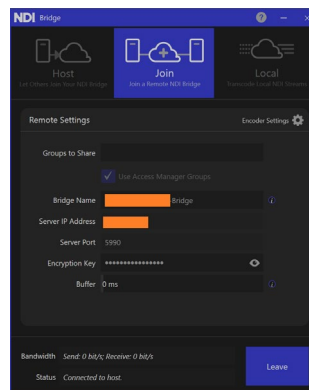 NDI Bridge
?
Host
Let Others Join Your NDI Bridge
Join
Join a Remote NDI Bridge
Local
Transcode Local NDI Streams
Remote Settings
Encoder Settings
Groups to Share
Use Access Manager Groups
Bridge Name
Bridge
i
Server IP Address
Server Port
5990
Encryption Key
****************
Buffer
0 ms
i
Bandwidth
Send: 0 bit/s; Receive: 0 bit/s
Status
Connected to host.
Leave